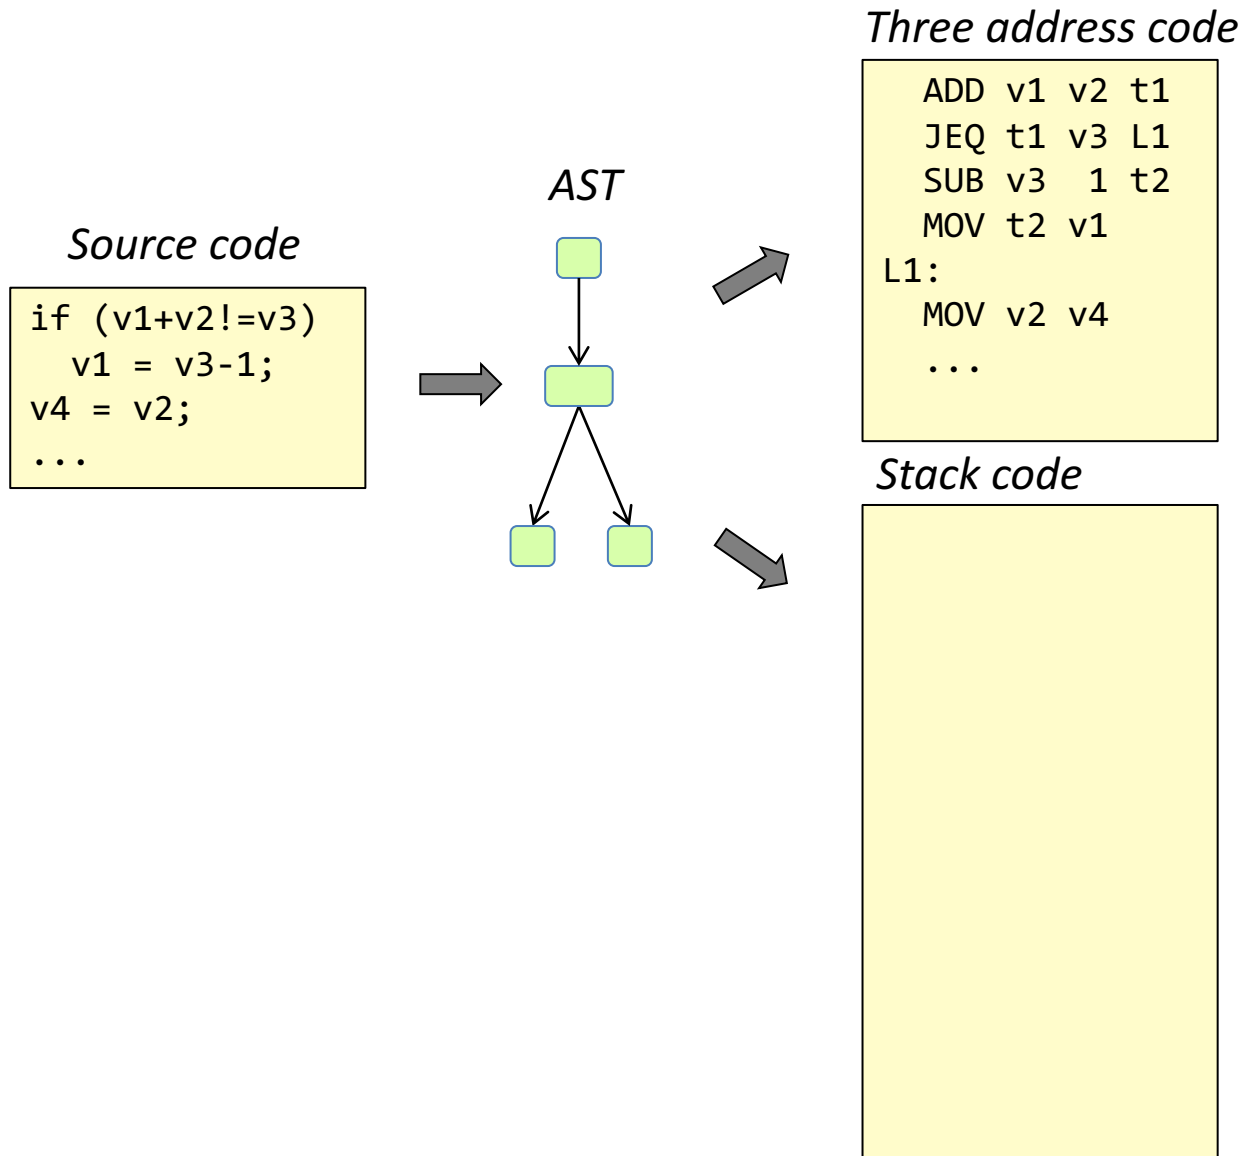 Source code
if (v1+v2!=v3)
  v1 = v3-1;
v4 = v2;
...
AST
Three address code
  ADD v1 v2 t1
  JEQ t1 v3 L1
  SUB v3  1 t2
  MOV t2 v1
L1:
  MOV v2 v4
  ...
Stack code